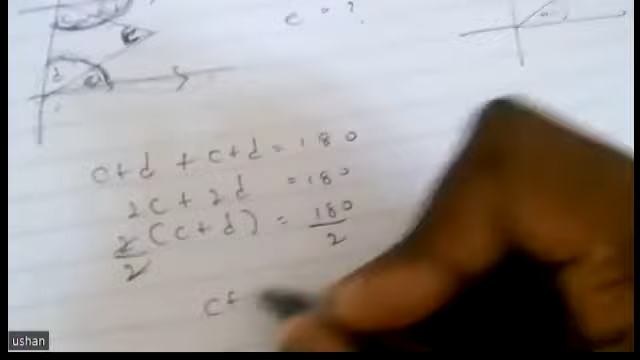 e = ?
d
c+d + c+d = 180
2c + 2d = 180
2(c+d) = 180
2 2
c+
ushan